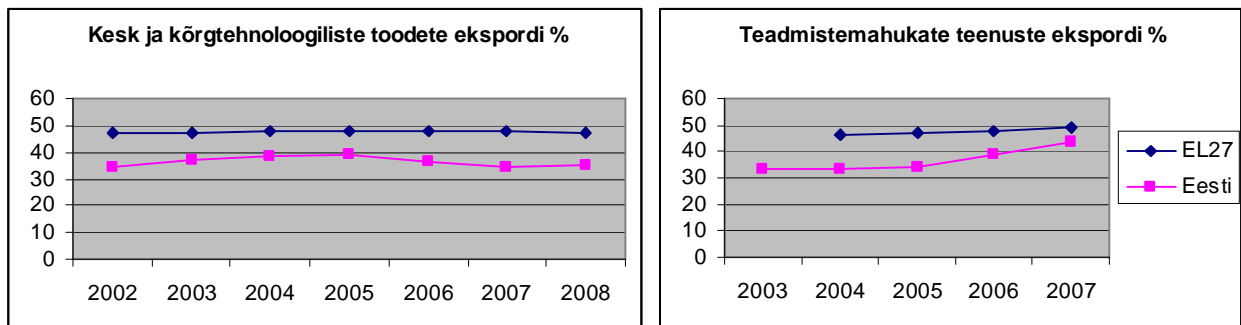 Kesk ja kõrgtehnoloogiliste toodete ekspordi %
60
50
40
30
20
10
0
2002 2003 2004 2005 2006 2007 2008
Teadmistemahukate teenuste ekspordi %
60
50
40
30
20
10
0
2003 2004 2005 2006 2007
EL27
Eesti